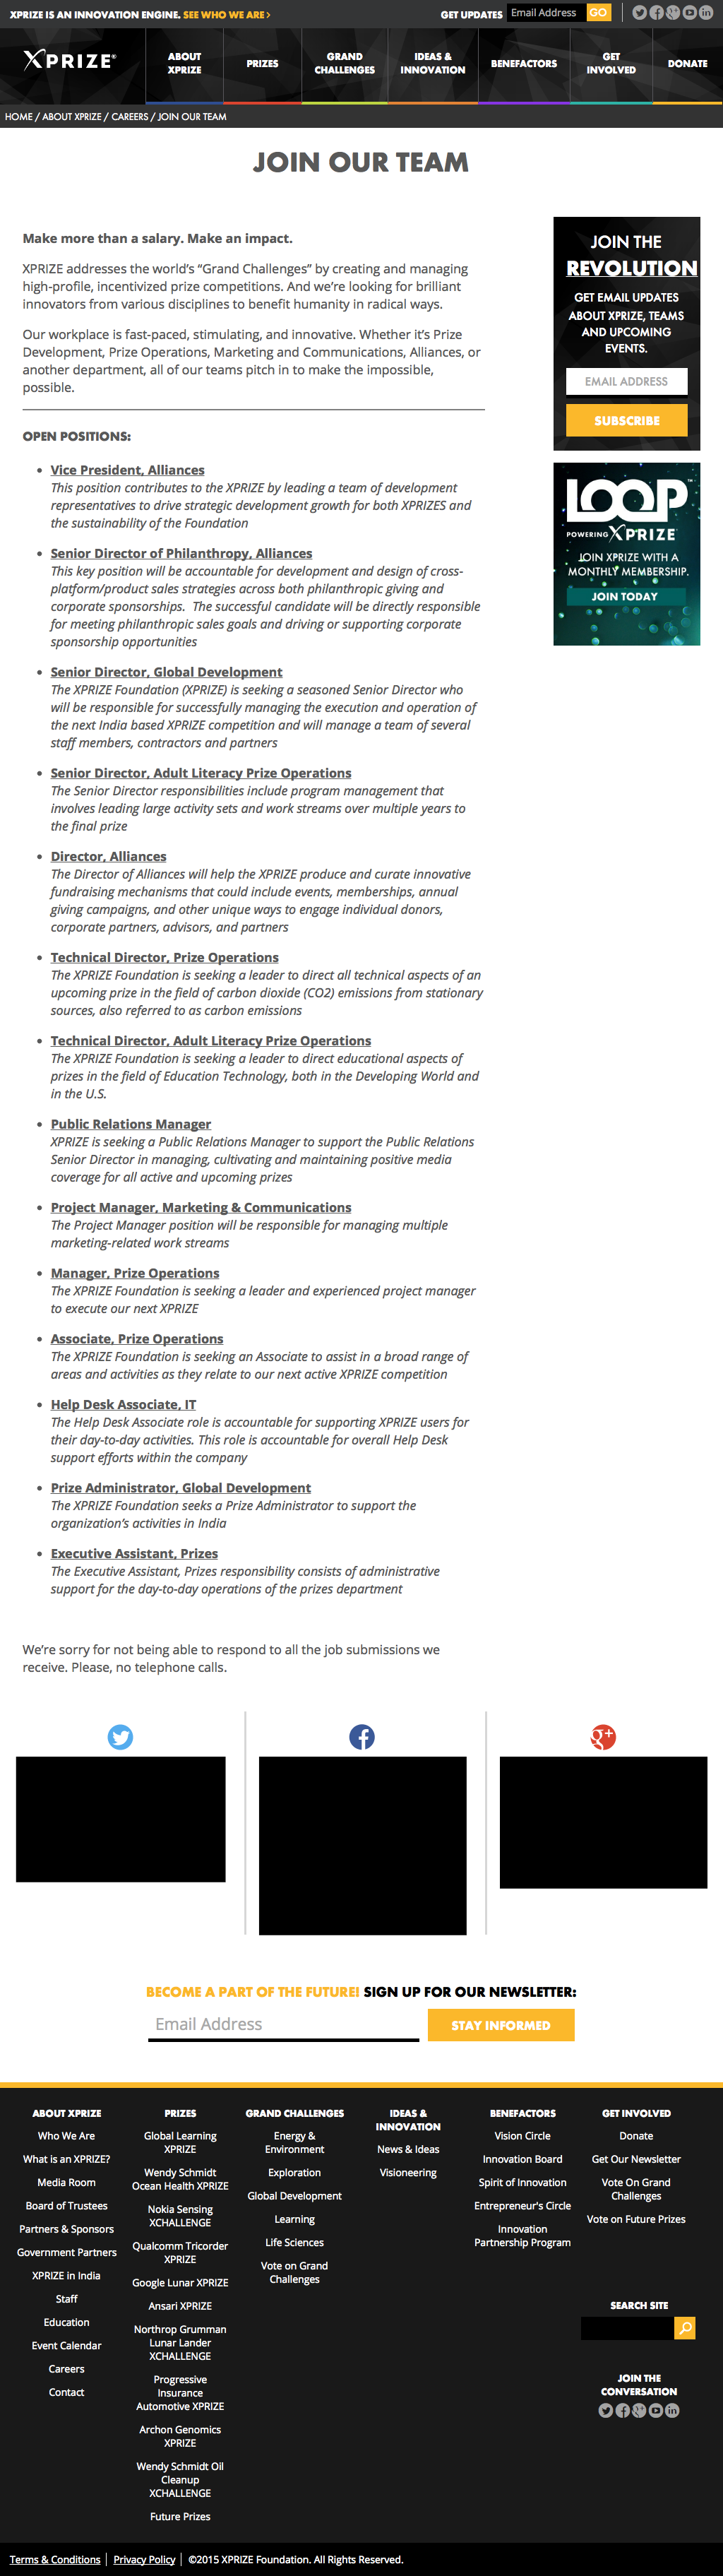 XPRIZE IS AN INNOVATION ENGINE. SEE WHO WE ARE >
GET UPDATES Email Address GO
XPRIZE®
ABOUT
XPRIZE
PRIZES
GRAND
CHALLENGES
IDEAS &
INNOVATION
BENEFACTORS
GET
INVOLVED
DONATE
HOME / ABOUT XPRIZE / CAREERS / JOIN OUR TEAM
JOIN OUR TEAM
Make more than a salary. Make an impact.
XPRIZE addresses the world's “Grand Challenges” by creating and managing
high-profile, incentivized prize competitions. And we're looking for brilliant
innovators from various disciplines to benefit humanity in radical ways.
Our workplace is fast-paced, stimulating, and innovative. Whether it's Prize
Development, Prize Operations, Marketing and Communications, Alliances, or
another department, all of our teams pitch in to make the impossible,
possible.
OPEN POSITIONS:
• Vice President, Alliances
This position contributes to the XPRIZE by leading a team of development
representatives to drive strategic development growth for both XPRIZES and
the sustainability of the Foundation
• Senior Director of Philanthropy, Alliances
This key position will be accountable for development and design of cross-
platform/product sales strategies across both philanthropic giving and
corporate sponsorships. The successful candidate will be directly responsible
for meeting philanthropic sales goals and driving or supporting corporate
sponsorship opportunities
• Senior Director, Global Development
The XPRIZE Foundation (XPRIZE) is seeking a seasoned Senior Director who
will be responsible for successfully managing the execution and operation of
the next India based XPRIZE competition and will manage a team of several
staff members, contractors and partners
• Senior Director, Adult Literacy Prize Operations
The Senior Director responsibilities include program management that
involves leading large activity sets and work streams over multiple years to
the final prize
• Director, Alliances
The Director of Alliances will help the XPRIZE produce and curate innovative
fundraising mechanisms that could include events, memberships, annual
giving campaigns, and other unique ways to engage individual donors,
corporate partners, advisors, and partners
• Technical Director, Prize Operations
The XPRIZE Foundation is seeking a leader to direct all technical aspects of an
upcoming prize in the field of carbon dioxide (CO2) emissions from stationary
sources, also referred to as carbon emissions
• Technical Director, Adult Literacy Prize Operations
The XPRIZE Foundation is seeking a leader to direct educational aspects of
prizes in the field of Education Technology, both in the Developing World and
in the U.S.
• Public Relations Manager
XPRIZE is seeking a Public Relations Manager to support the Public Relations
Senior Director in managing, cultivating and maintaining positive media
coverage for all active and upcoming prizes
• Project Manager, Marketing & Communications
The Project Manager position will be responsible for managing multiple
marketing-related work streams
• Manager, Prize Operations
The XPRIZE Foundation is seeking a leader and experienced project manager
to execute our next XPRIZE
• Associate, Prize Operations
The XPRIZE Foundation is seeking an Associate to assist in a broad range of
areas and activities as they relate to our next active XPRIZE competition
• Help Desk Associate, IT
The Help Desk Associate role is accountable for supporting XPRIZE users for
their day-to-day activities. This role is accountable for overall Help Desk
support efforts within the company
• Prize Administrator, Global Development
The XPRIZE Foundation seeks a Prize Administrator to support the
organization's activities in India
• Executive Assistant, Prizes
The Executive Assistant, Prizes responsibility consists of administrative
support for the day-to-day operations of the prizes department
We're sorry for not being able to respond to all the job submissions we
receive. Please, no telephone calls.
JOIN THE
REVOLUTION
GET EMAIL UPDATES
ABOUT XPRIZE, TEAMS
AND UPCOMING
EVENTS.
EMAIL ADDRESS
SUBSCRIBE
LOOP™
POWERING XPRIZE
JOIN XPRIZE WITH A
MONTHLY MEMBERSHIP.
JOIN TODAY
BECOME A PART OF THE FUTURE! SIGN UP FOR OUR NEWSLETTER:
Email Address
STAY INFORMED
ABOUT XPRIZE
Who We Are
What is an XPRIZE?
Media Room
Board of Trustees
Partners & Sponsors
Government Partners
XPRIZE in India
Staff
Education
Event Calendar
Careers
Contact
PRIZES
Global Learning
XPRIZE
Wendy Schmidt
Ocean Health XPRIZE
Nokia Sensing
XCHALLENGE
Qualcomm Tricorder
XPRIZE
Google Lunar XPRIZE
Ansari XPRIZE
Northrop Grumman
Lunar Lander
XCHALLENGE
Progressive
Insurance
Automotive XPRIZE
Archon Genomics
XPRIZE
Wendy Schmidt Oil
Cleanup
XCHALLENGE
Future Prizes
GRAND CHALLENGES
Energy &
Environment
Exploration
Global Development
Learning
Life Sciences
Vote on Grand
Challenges
IDEAS &
INNOVATION
News & Ideas
Visioneering
BENEFACTORS
Vision Circle
Innovation Board
Spirit of Innovation
Entrepreneur's Circle
Innovation
Partnership Program
GET INVOLVED
Donate
Get Our Newsletter
Vote On Grand
Challenges
Vote on Future Prizes
SEARCH SITE
JOIN THE
CONVERSATION
Terms & Conditions | Privacy Policy | ©2015 XPRIZE Foundation. All Rights Reserved.